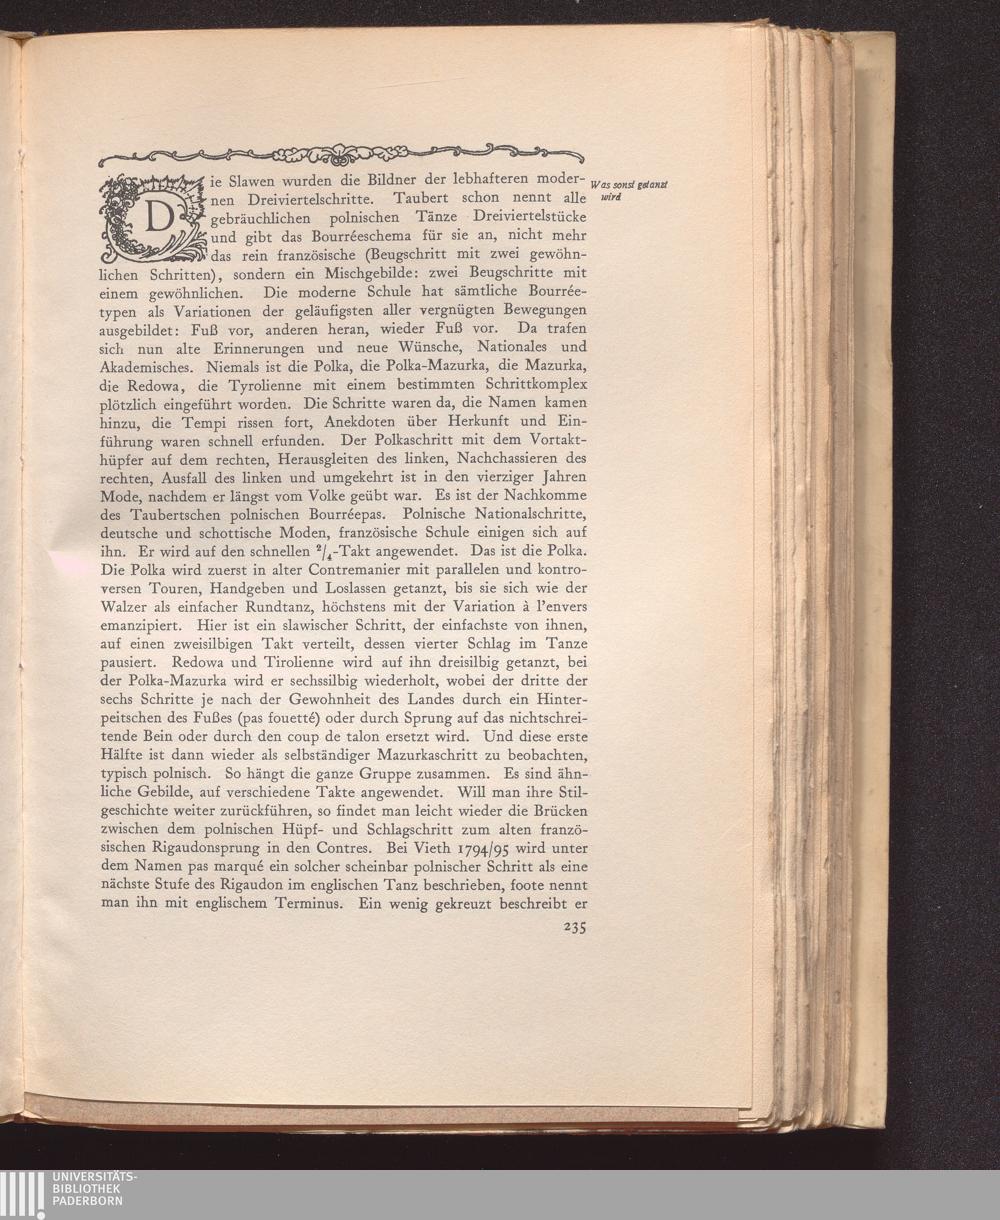 Die Slawen wurden die Bildner der lebhafteren moder-
nen Dreiviertelschritte. Taubert schon nennt alle
gebräuchlichen polnischen Tänze Dreiviertelstücke
und gibt das Bourréeschema für sie an, nicht mehr
das rein französische (Beugschritt mit zwei gewöhn-
lichen Schritten), sondern ein Mischgebilde: zwei Beugschritte mit
einem gewöhnlichen. Die moderne Schule hat sämtliche Bourrée-
typen als Variationen der geläufigsten aller vergnügten Bewegungen
ausgebildet: Fuß vor, anderen heran, wieder Fuß vor. Da trafen
sich nun alte Erinnerungen und neue Wünsche, Nationales und
Akademisches. Niemals ist die Polka, die Polka-Mazurka, die Mazurka,
die Redowa, die Tyrolienne mit einem bestimmten Schrittkomplex
plötzlich eingeführt worden. Die Schritte waren da, die Namen kamen
hinzu, die Tempi rissen fort, Anekdoten über Herkunft und Ein-
führung waren schnell erfunden. Der Polkaschritt mit dem Vortakt-
hüpfer auf dem rechten, Herausgleiten des linken, Nachchassieren des
rechten, Ausfall des linken und umgekehrt ist in den vierziger Jahren
Mode, nachdem er längst vom Volke geübt war. Es ist der Nachkomme
des Taubertschen polnischen Bourréepas. Polnische Nationalschritte,
deutsche und schottische Moden, französische Schule einigen sich auf
ihn. Er wird auf den schnellen 2/4-Takt angewendet. Das ist die Polka.
Die Polka wird zuerst in alter Contremanier mit parallelen und kontro-
versen Touren, Handgeben und Loslassen getanzt, bis sie sich wie der
Walzer als einfacher Rundtanz, höchstens mit der Variation à l'envers
emanzipiert. Hier ist ein slawischer Schritt, der einfachste von ihnen,
auf einen zweisilbigen Takt verteilt, dessen vierter Schlag im Tanze
pausiert. Redowa und Tirolienne wird auf ihn dreisilbig getanzt, bei
der Polka-Mazurka wird er sechssilbig wiederholt, wobei der dritte der
sechs Schritte je nach der Gewohnheit des Landes durch ein Hinter-
peitschen des Fußes (pas fouetté) oder durch Sprung auf das nichtschrei-
tende Bein oder durch den coup de talon ersetzt wird. Und diese erste
Hälfte ist dann wieder als selbständiger Mazurkaschritt zu beobachten,
typisch polnisch. So hängt die ganze Gruppe zusammen. Es sind ähn-
liche Gebilde, auf verschiedene Takte angewendet. Will man ihre Stil-
geschichte weiter zurückführen, so findet man leicht wieder die Brücken
zwischen dem polnischen Hüpf- und Schlagschritt zum alten franzö-
sischen Rigaudonsprung in den Contres. Bei Vieth 1794/95 wird unter
dem Namen pas marqué ein solcher scheinbar polnischer Schritt als eine
nächste Stufe des Rigaudon im englischen Tanz beschrieben, foote nennt
man ihn mit englischem Terminus. Ein wenig gekreuzt beschreibt er
235
Was sonst getanzt
wird
UNIVERSITÄTS-
BIBLIOTHEK
PADERBORN